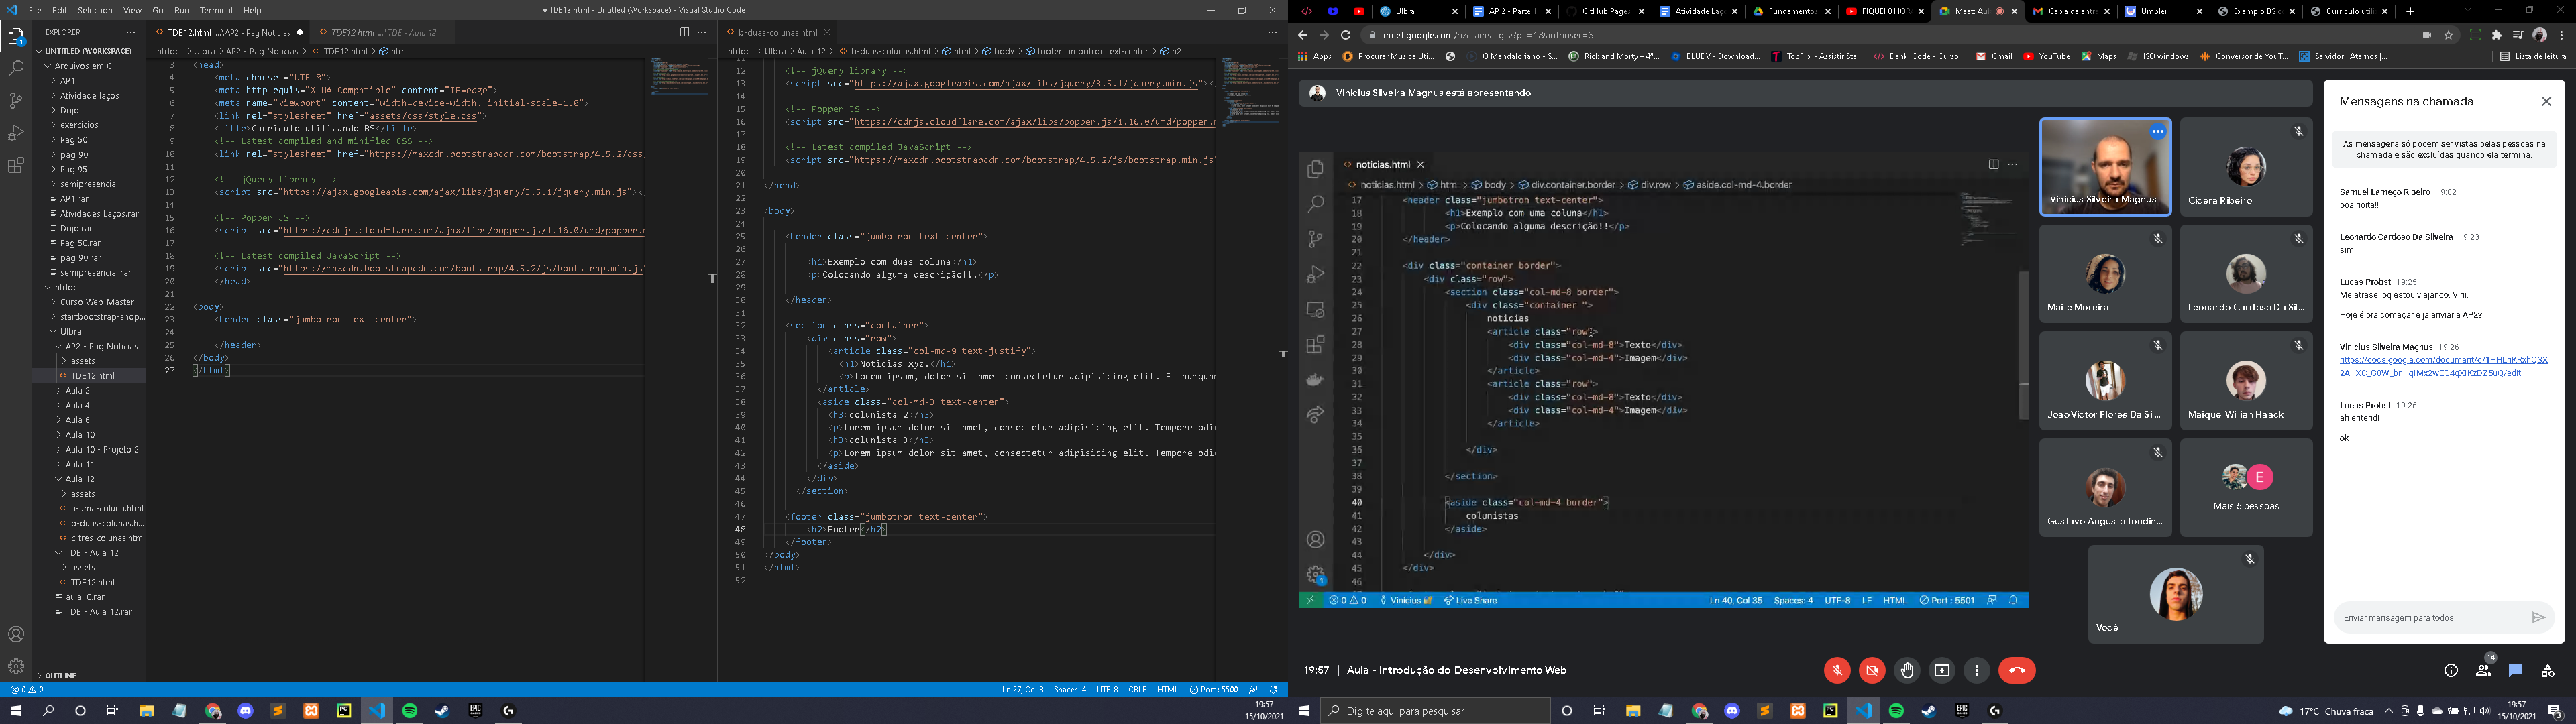 File Edit Selection View Go Run Terminal Help
● TDE12.html - Untitled (Workspace) - Visual Studio Code
EXPLORER
UNTITLED (WORKSPACE)
Arquivos em C
AP1
Atividade laços
Dojo
exercicios
Pag 50
pag 90
Pag 95
semipresencial
AP1.rar
Atividades Laços.rar
Dojo.rar
Pag 50.rar
pag 90.rar
semipresencial.rar
htdocs
Curso Web-Master
startbootstrap-shop...
Ulbra
AP2 - Pag Noticias
assets
TDE12.html
Aula 2
Aula 4
Aula 6
Aula 10
Aula 10 - Projeto 2
Aula 11
Aula 12
assets
a-uma-coluna.html
b-duas-colunas.h...
c-tres-colunas.html
TDE - Aula 12
assets
TDE12.html
aula10.rar
TDE - Aula 12.rar
OUTLINE
TDE12.html ...\AP2 - Pag Noticias
TDE12.html ...\TDE - Aula 12
htdocs > Ulbra > AP2 - Pag Noticias > TDE12.html > html
3 <head>
4 <meta charset="UTF-8">
5 <meta http-equiv="X-UA-Compatible" content="IE=edge">
6 <meta name="viewport" content="width=device-width, initial-scale=1.0">
7 <link rel="stylesheet" href="assets/css/style.css">
8 <title>Curriculo utilizando BS</title>
9 <!-- Latest compiled and minified CSS -->
10 <link rel="stylesheet" href="https://maxcdn.bootstrapcdn.com/bootstrap/4.5.2/css
11
12 <!-- jQuery library -->
13 <script src="https://ajax.googleapis.com/ajax/libs/jquery/3.5.1/jquery.min.js"><
14
15 <!-- Popper JS -->
16 <script src="https://cdnjs.cloudflare.com/ajax/libs/popper.js/1.16.0/umd/popper.m
17
18 <!-- Latest compiled JavaScript -->
19 <script src="https://maxcdn.bootstrapcdn.com/bootstrap/4.5.2/js/bootstrap.min.js"
20 </head>
21
22 <body>
23 <header class="jumbotron text-center">
24
25 </header>
26 </body>
27 </html>
b-duas-colunas.html
htdocs > Ulbra > Aula 12 > b-duas-colunas.html > html > body > footer.jumbotron.text-center > h2
11
12 <!-- jQuery library -->
13 <script src="https://ajax.googleapis.com/ajax/libs/jquery/3.5.1/jquery.min.js"><
14
15 <!-- Popper JS -->
16 <script src="https://cdnjs.cloudflare.com/ajax/libs/popper.js/1.16.0/umd/popper.m
17
18 <!-- Latest compiled JavaScript -->
19 <script src="https://maxcdn.bootstrapcdn.com/bootstrap/4.5.2/js/bootstrap.min.js"
20
21 </head>
22
23 <body>
24
25 <header class="jumbotron text-center">
26
27 <h1>Exemplo com duas coluna</h1>
28 <p>Colocando alguma descrição!!!</p>
29
30 </header>
31
32 <section class="container">
33 <div class="row">
34 <article class="col-md-9 text-justify">
35 <h1>Noticias xyz.</h1>
36 <p>Lorem ipsum, dolor sit amet consectetur adipisicing elit. Et numquam
37 </article>
38 <aside class="col-md-3 text-center">
39 <h3>colunista 2</h3>
40 <p>Lorem ipsum dolor sit amet, consectetur adipisicing elit. Tempore odi
41 <h3>colunista 3</h3>
42 <p>Lorem ipsum dolor sit amet, consectetur adipisicing elit. Tempore odi
43 </aside>
44 </div>
45 </section>
46
47 <footer class="jumbotron text-center">
48 <h2>Footer</h2>
49 </footer>
50 </body>
51 </html>
52
0 0
Ln 27, Col 8 Spaces: 4 UTF-8 CRLF HTML Port : 5500
19:57
15/10/2021
Ulbra
AP 2 - Parte 1
GitHub Pages
Atividade Laç
Fundamentos
FIQUEI 8 HOR
Meet: Au
Caixa de entr
Umbler
Exemplo BS c
Curriculo utili
meet.google.com/hzc-amvf-gsv?pli=1&authuser=3
Apps
Procurar Música Uti...
O Mandaloriano - S...
Rick and Morty – 4ª...
BLUDV - Download...
TopFlix - Assistir Sta...
Danki Code - Curso...
Gmail
YouTube
Maps
ISO windows
Conversor de YouT...
Servidor | Aternos |...
Lista de leitura
Vinicius Silveira Magnus está apresentando
noticias.html
noticias.html > html > body > div.container.border > div.row > aside.col-md-4.border
17 <header class="jumbotron text-center">
18 <h1>Exemplo com uma coluna</h1>
19 <p>Colocando alguma descrição!!</p>
20 </header>
21
22 <div class="container border">
23 <div class="row">
24 <section class="col-md-8 border">
25 <div class="container ">
26 noticias
27 <article class="row">
28 <div class="col-md-8">Texto</div>
29 <div class="col-md-4">Imagem</div>
30 </article>
31 <article class="row">
32 <div class="col-md-8">Texto</div>
33 <div class="col-md-4">Imagem</div>
34 </article>
35
36 </div>
37
38 </section>
39
40 <aside class="col-md-4 border">
41 colunistas
42 </aside>
43
44 </div>
45 </div>
46
0 0 Vinícius Live Share
Ln 40, Col 35 Spaces: 4 UTF-8 LF HTML Port : 5501
Vinicius Silveira Magnus
Cicera Ribeiro
Maite Moreira
Leonardo Cardoso Da Sil...
Joao Victor Flores Da Sil...
Maiquel Willian Haack
Gustavo Augusto Tondin...
E
Mais 5 pessoas
Você
Mensagens na chamada
As mensagens só podem ser vistas pelas pessoas na
chamada e são excluídas quando ela termina.
Samuel Lamego Ribeiro 19:02
boa noite!!
Leonardo Cardoso Da Silveira 19:23
sim
Lucas Probst 19:25
Me atrasei pq estou viajando, Vini.
Hoje é pra começar e ja enviar a AP2?
Vinicius Silveira Magnus 19:26
Lucas Probst 19:26
ah entendi
ok
Enviar mensagem para todos
19:57 | Aula - Introdução do Desenvolvimento Web
14
Digite aqui para pesquisar
17°C Chuva fraca
19:57
15/10/2021